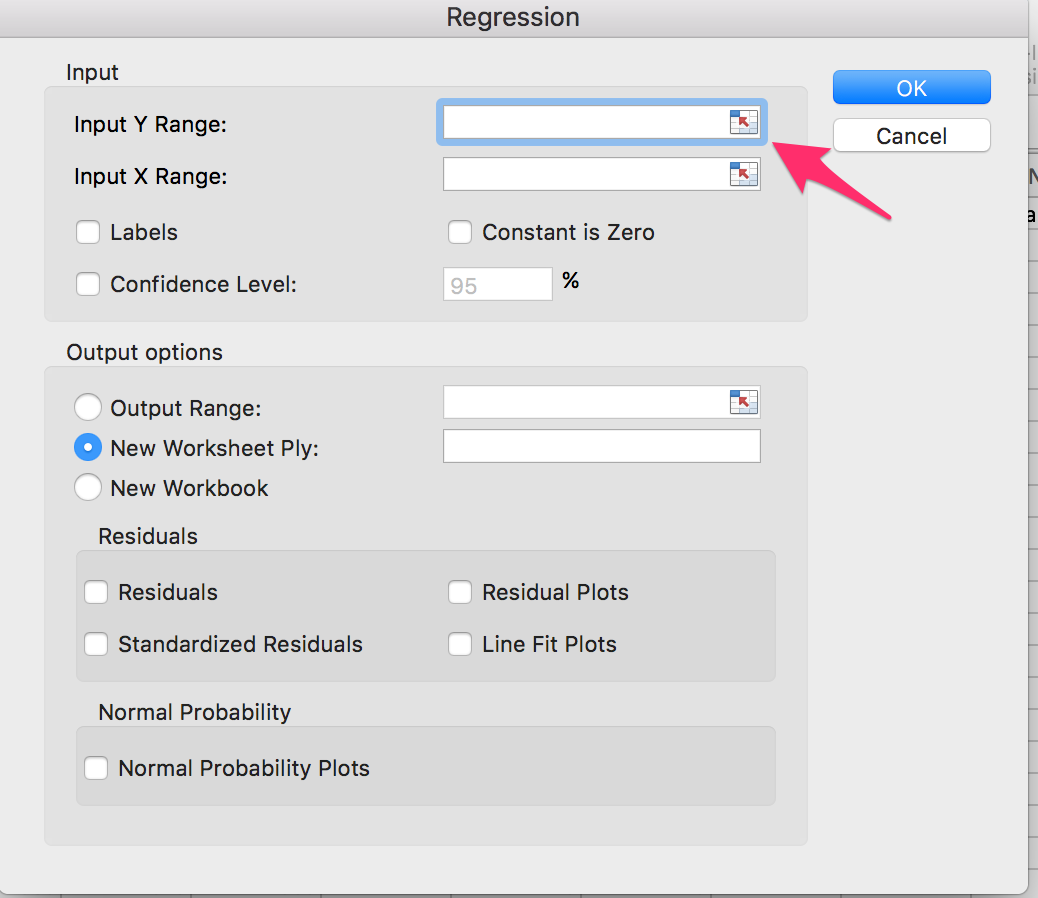 Regression
Input
OK
Input Y Range:
Cancel
Input X Range:
Labels
Constant is Zero
Confidence Level:
95
%
Output options
Output Range:
New Worksheet Ply:
New Workbook
Residuals
Residuals
Residual Plots
Standardized Residuals
Line Fit Plots
Normal Probability
Normal Probability Plots